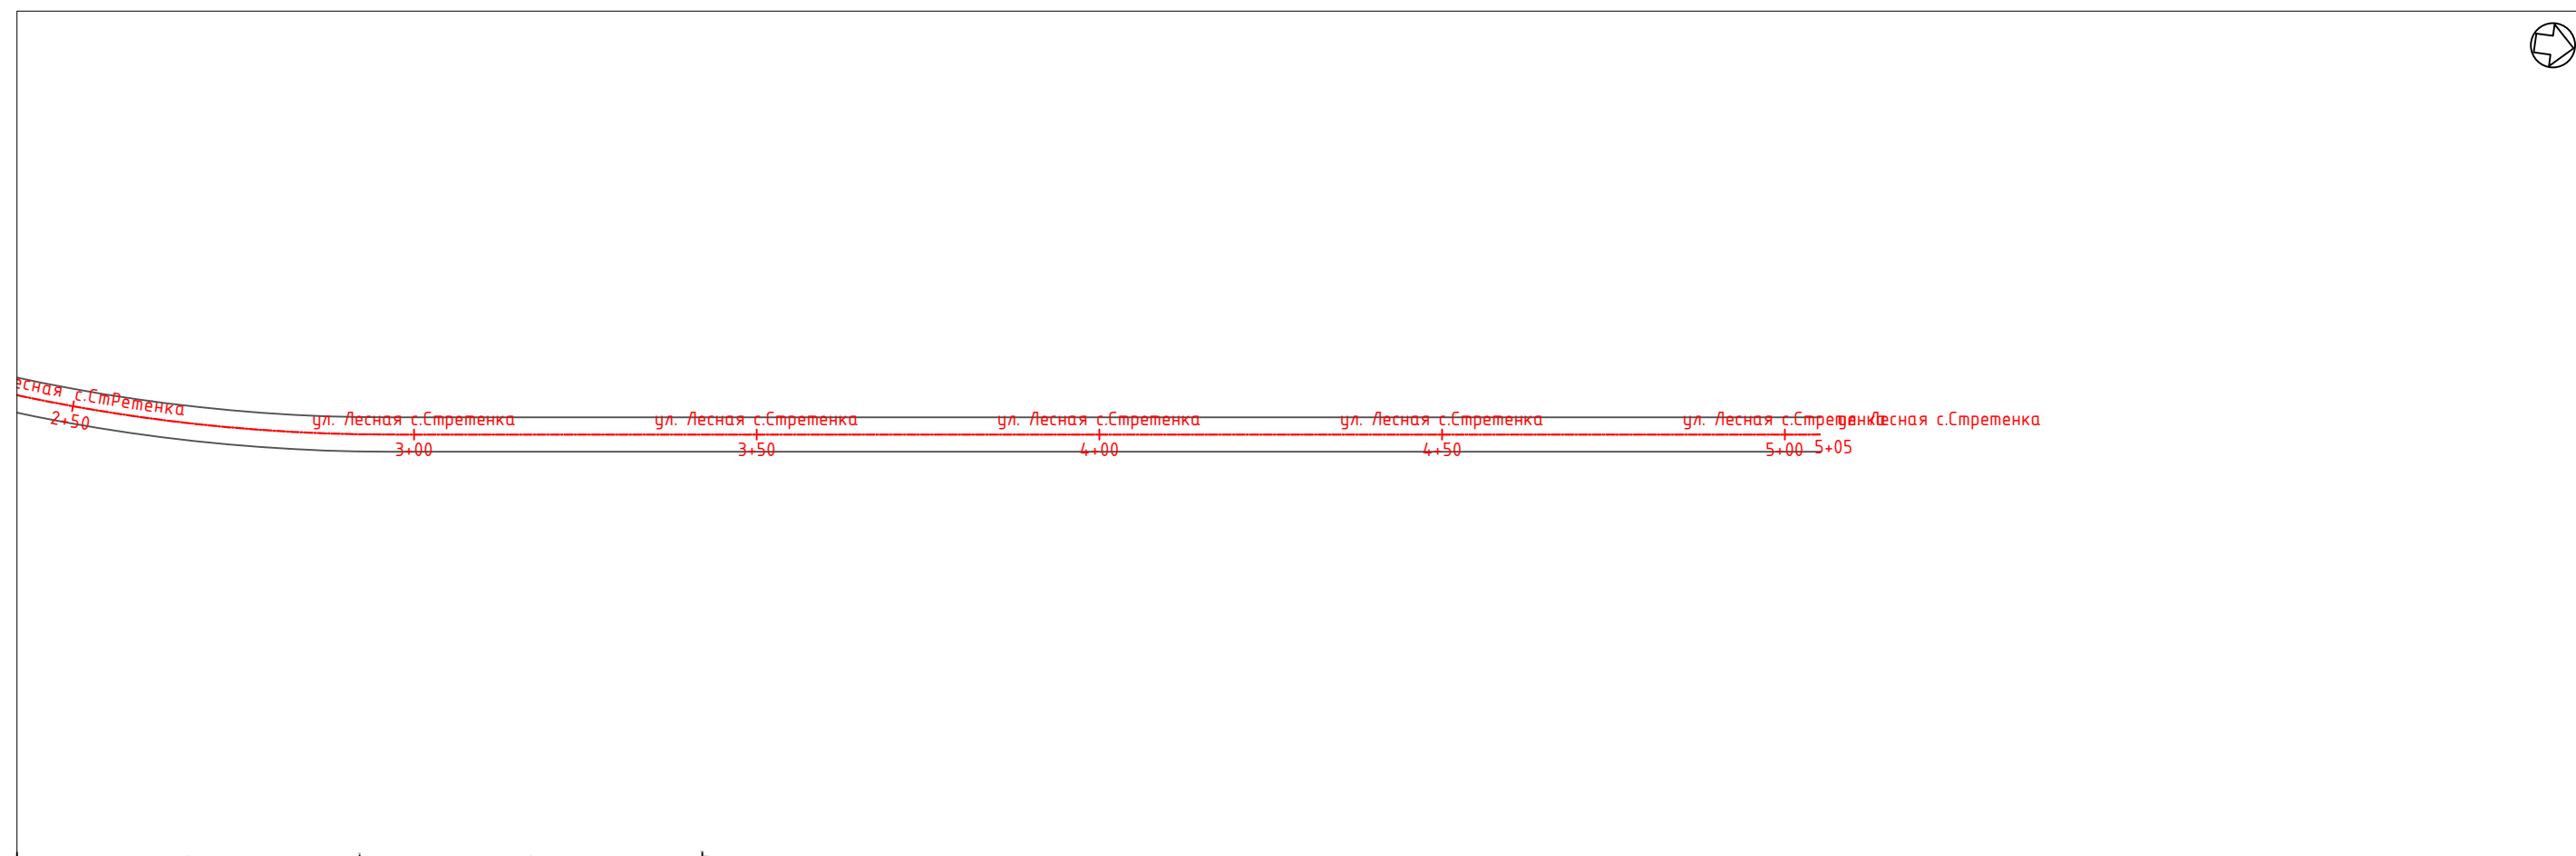 есная с.СтРетенка
2+50
ул. Лесная с.Стретенка
3+00
ул. Лесная с.Стретенка
3+50
ул. Лесная с.Стретенка
4+00
ул. Лесная с.Стретенка
4+50
ул. Лесная с.Стретенка
5+00
ул. Лесная с.Стретенка
5+05